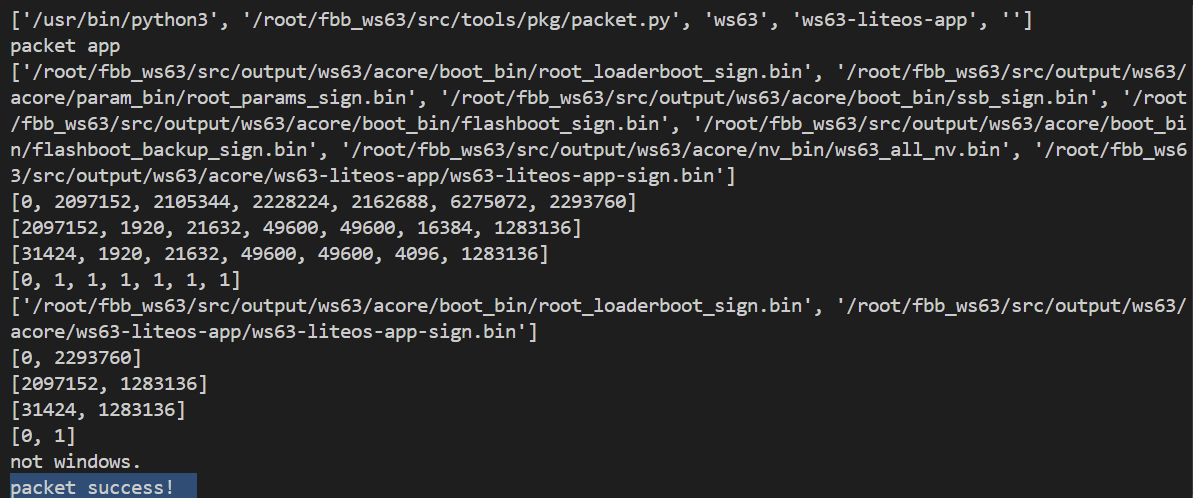 ['/usr/bin/python3', '/root/fbb_ws63/src/tools/pkg/packet.py', 'ws63', 'ws63-liteos-app', '']
packet app
['/root/fbb_ws63/src/output/ws63/acore/boot_bin/root_loaderboot_sign.bin', '/root/fbb_ws63/src/output/ws63/
acore/param_bin/root_params_sign.bin', '/root/fbb_ws63/src/output/ws63/acore/boot_bin/ssb_sign.bin', '/root
/fbb_ws63/src/output/ws63/acore/boot_bin/flashboot_sign.bin', '/root/fbb_ws63/src/output/ws63/acore/boot_bi
n/flashboot_backup_sign.bin', '/root/fbb_ws63/src/output/ws63/acore/nv_bin/ws63_all_nv.bin', '/root/fbb_ws6
3/src/output/ws63/acore/ws63-liteos-app/ws63-liteos-app-sign.bin']
[0, 2097152, 2105344, 2228224, 2162688, 6275072, 2293760]
[2097152, 1920, 21632, 49600, 49600, 16384, 1283136]
[31424, 1920, 21632, 49600, 49600, 4096, 1283136]
[0, 1, 1, 1, 1, 1, 1]
['/root/fbb_ws63/src/output/ws63/acore/boot_bin/root_loaderboot_sign.bin', '/root/fbb_ws63/src/output/ws63/
acore/ws63-liteos-app/ws63-liteos-app-sign.bin']
[0, 2293760]
[2097152, 1283136]
[31424, 1283136]
[0, 1]
not windows.
packet success!